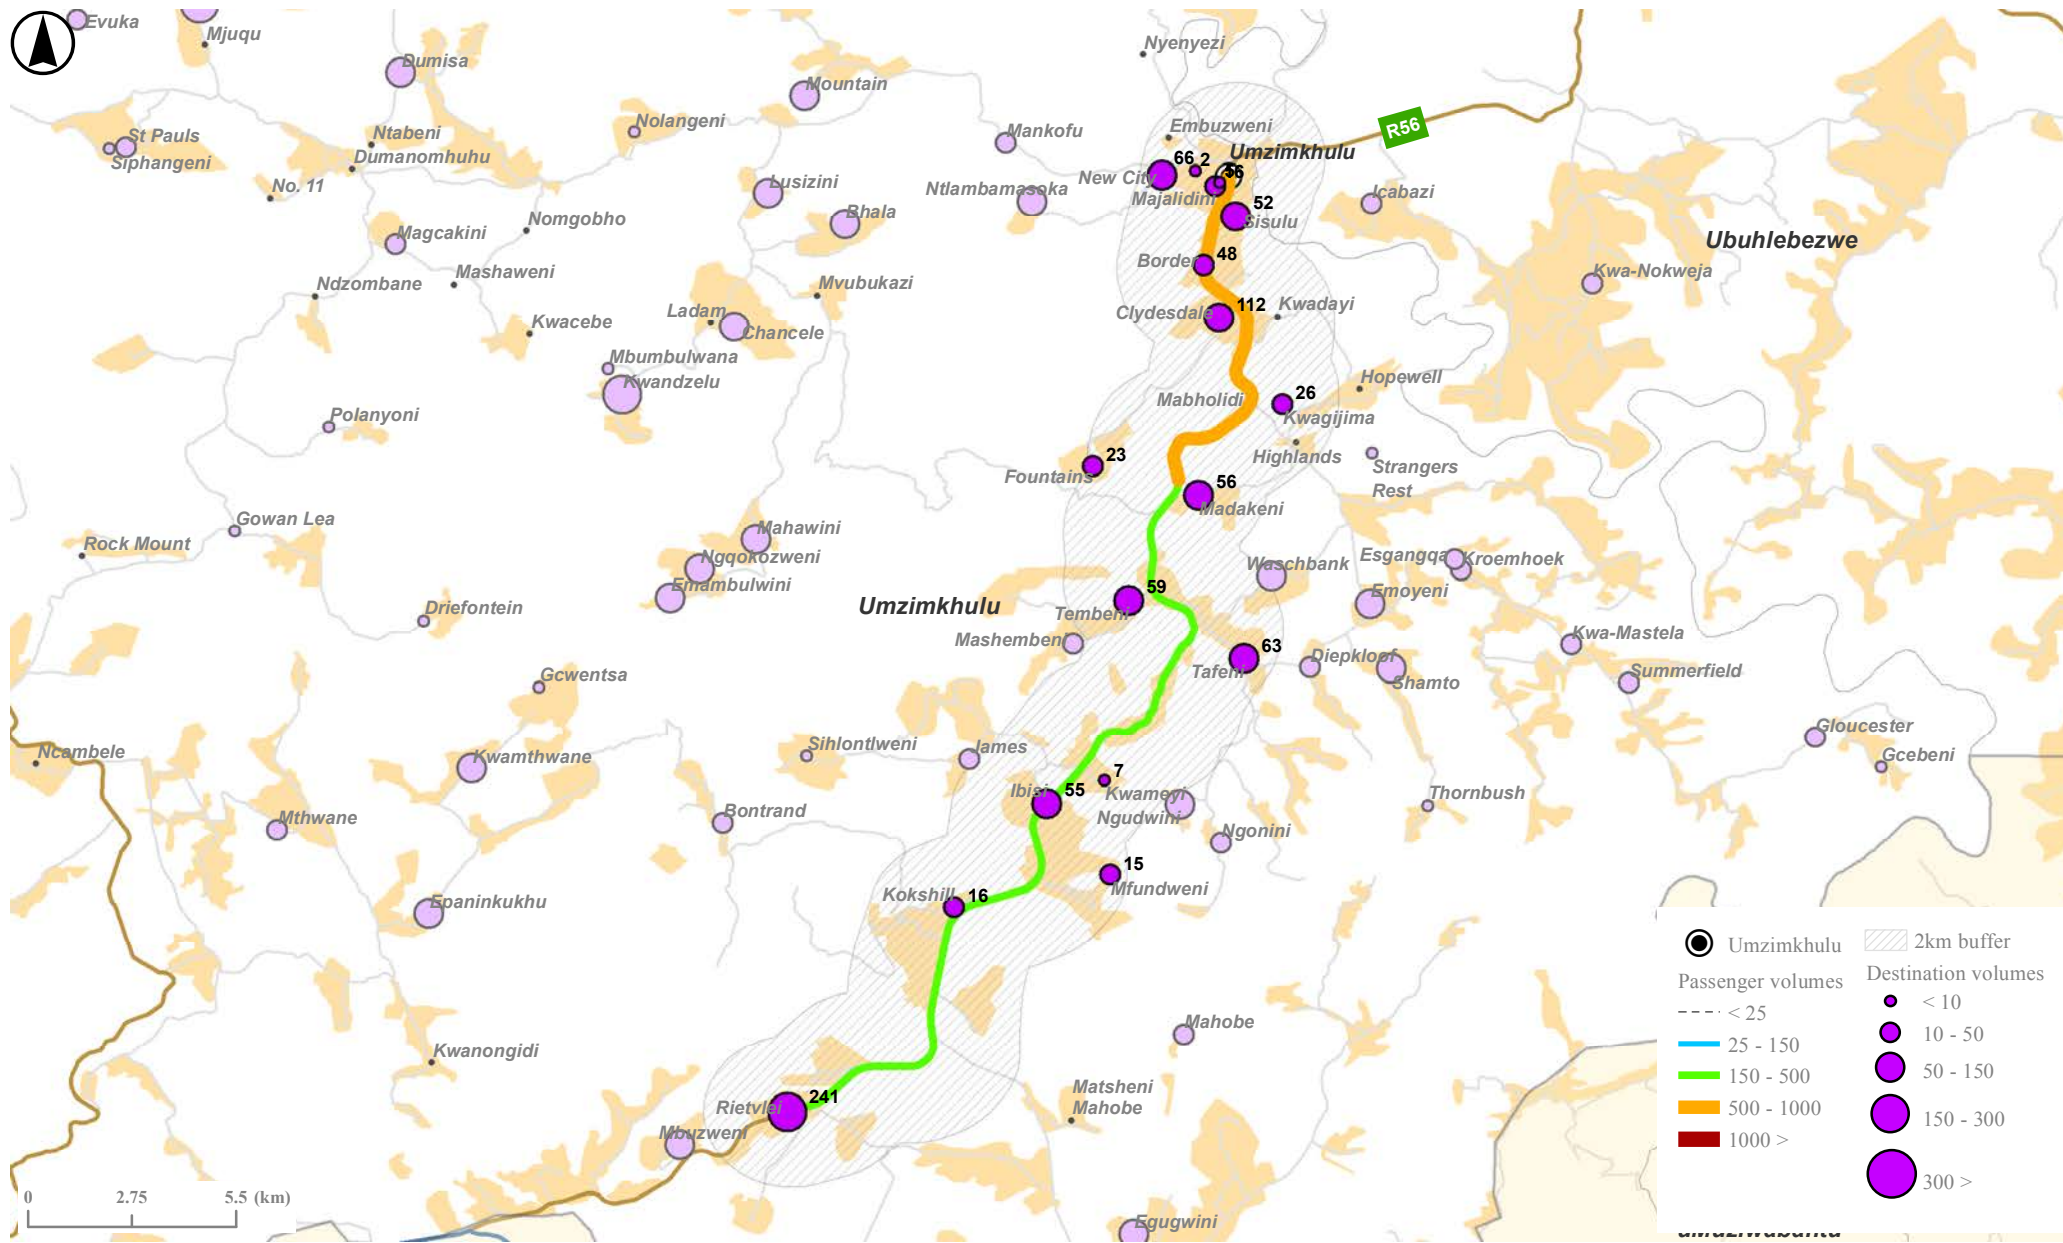 Evuka
Mjuqu
Nyenyezi
Dumisa
Mountain
Nolangeni
Mankofu
Embuzweni
R56
St Pauls
Siphangeni
Ntabeni
Dumanomhuhu
Umzimkhulu
66
2
New City
No. 11
Lusizini
Ntlambamasoka
Majalidini
Icabazi
52
Sisulu
Bhala
Nomgobho
Magcakini
Ubuhlebezwe
48
Border
Mashaweni
Kwa-Nokweja
Ndzombane
Mvubukazi
112
Kwadayi
Clydesdale
Ladam
Kwacebe
Chancele
Mbumbulwana
Kwandzelu
Hopewell
26
Mabholidi
Kwagijima
Polanyoni
23
Fountains
Highlands
Strangers
Rest
56
Madakeni
Gowan Lea
Mahawini
Rock Mount
Ngqokozweni
Emambulwini
Waschbank
Esgangqa
Kroemhoek
Emoyeni
59
Tembeni
Umzimkhulu
Driefontein
Mashembeni
Kwa-Mastela
63
Tafeni
Diepkloof
Shamto
Summerfield
Gcwentsa
Gloucester
Gcebeni
Ncambele
Kwamthwane
Sihlontlweni
James
7
Kwameyi
Ibisi
55
Ngudwini
Thornbush
Mthwane
Bontrand
Ngonini
15
Mfundweni
Kokshill
16
Epaninkukhu
Mahobe
Kwanongidi
Matsheni
Mahobe
241
Rietvlei
Mbuzweni
Egugwini
0
2.75
5.5 (km)
Umzimkhulu
Passenger volumes
< 25
25 - 150
150 - 500
500 - 1000
1000 >
2km buffer
Destination volumes
< 10
10 - 50
50 - 150
150 - 300
300 >